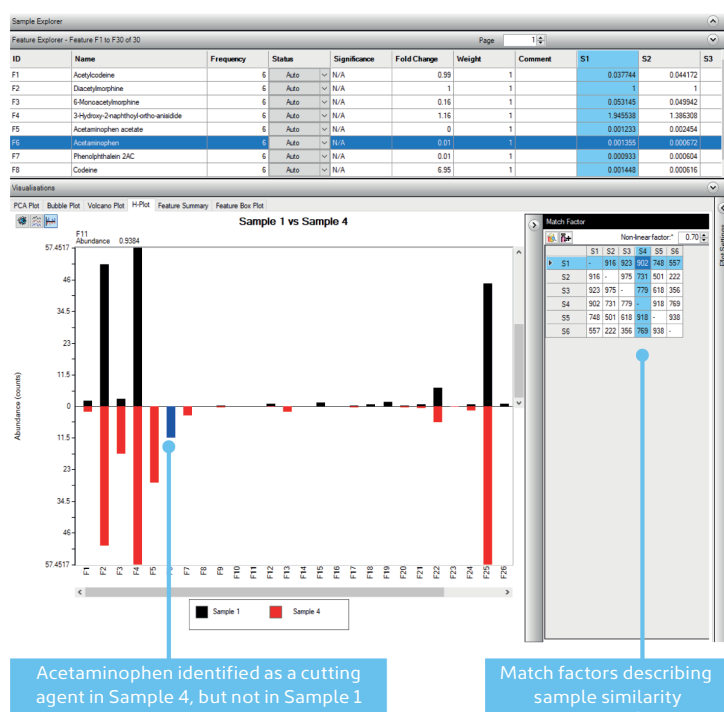 Sample Explorer
Feature Explorer - Feature F1 to F30 of 30 Page 1
ID Name Frequency Status Significance Fold Change Weight Comment S1 S2 S3
F1 Acetylcodeine 6 Auto N/A 0.99 1 0.037744 0.044172
F2 Diacetylmorphine 6 Auto N/A 1 1 1 1
F3 6-Monoacetylmorphine 6 Auto N/A 0.16 1 0.053145 0.049942
F4 3-Hydroxy-2-naphthoyl-ortho-anisidide 6 Auto N/A 1.16 1 1.945538 1.386308
F5 Acetaminophen acetate 6 Auto N/A 0 1 0.001233 0.002454
F6 Acetaminophen 6 Auto N/A 0.01 1 0.001355 0.000672
F7 Phenolphthalein 2AC 6 Auto N/A 0.01 1 0.000933 0.000604
F8 Codeine 6 Auto N/A 6.95 1 0.001448 0.000616
Visualisations
PCA Plot Bubble Plot Volcano Plot H-Plot Feature Summary Feature Box Plot
Sample 1 vs Sample 4
F11
Abundance 0.9384
57.4517
46
34.5
23
11.5
0
11.5
23
34.5
46
57.4517
Abundance (counts)
F1 F2 F3 F4 F5 F7 F8 F9 F10 F11 F12 F13 F14 F15 F16 F17 F18 F19 F20 F21 F22 F23 F24 F25 F26
Sample 1 Sample 4
Match Factor
Non-linear factor:* 0.70
S1 S2 S3 S4 S5 S6
S1 - 916 923 902 748 557
S2 916 - 975 731 501 222
S3 923 975 - 779 618 356
S4 902 731 779 - 918 769
S5 748 501 618 918 - 938
S6 557 222 356 769 938 -
Acetaminophen identified as a cutting
agent in Sample 4, but not in Sample 1
Match factors describing
sample similarity